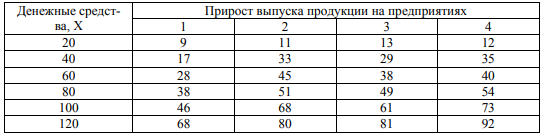 Денежные средст-
ва, X
Прирост выпуска продукции на предприятиях
1 2 3 4
20 9 11 13 12
40 17 33 29 35
60 28 45 38 40
80 38 51 49 54
100 46 68 61 73
120 68 80 81 92